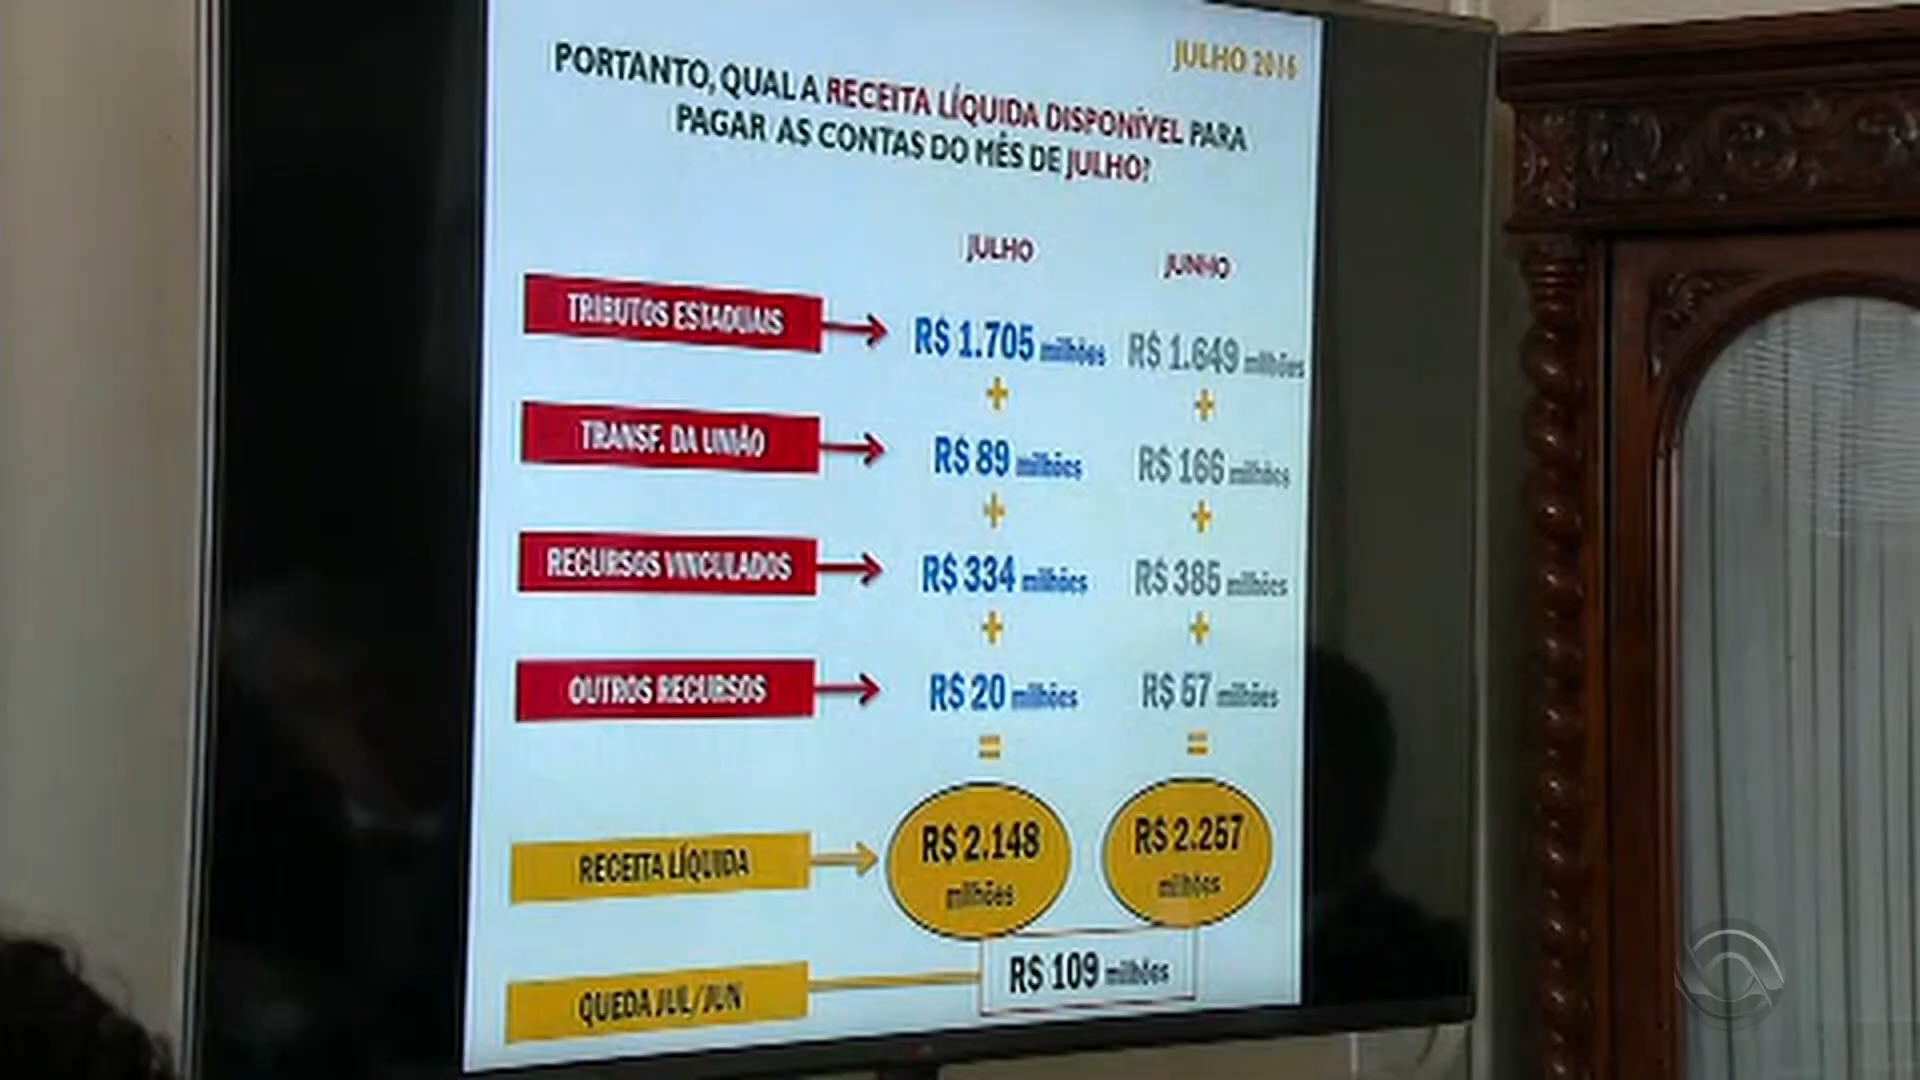 JULHO 2016
PORTANTO, QUAL A RECEITA LÍQUIDA DISPONÍVEL PARA
PAGAR AS CONTAS DO MÊS DE JULHO?
JULHO JUNHO
TRIBUTOS ESTADUAIS R$ 1.705 milhões R$ 1.649 milhões
+ +
TRANSF. DA UNIÃO R$ 89 milhões R$ 166 milhões
+ +
RECURSOS VINCULADOS R$ 334 milhões R$ 385 milhões
+ +
OUTROS RECURSOS R$ 20 milhões R$ 57 milhões
= =
RECEITA LÍQUIDA R$ 2.148 milhões R$ 2.257 milhões
QUEDA JUL/JUN R$ 109 milhões